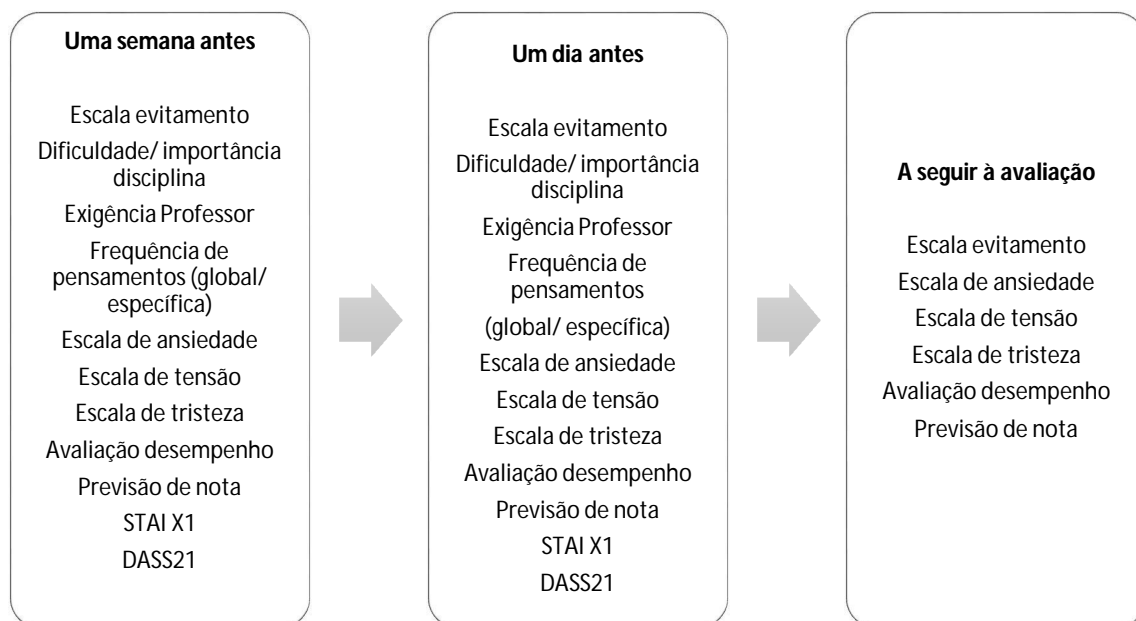 Uma semana antes
Escala evitamento
Dificuldade/ importância
disciplina
Exigência Professor
Frequência de
pensamentos (global/
específica)
Escala de ansiedade
Escala de tensão
Escala de tristeza
Avaliação desempenho
Previsão de nota
STAI X1
DASS21
Um dia antes
Escala evitamento
Dificuldade/ importância
disciplina
Exigência Professor
Frequência de
pensamentos
(global/ específica)
Escala de ansiedade
Escala de tensão
Escala de tristeza
Avaliação desempenho
Previsão de nota
STAI X1
DASS21
A seguir à avaliação
Escala evitamento
Escala de ansiedade
Escala de tensão
Escala de tristeza
Avaliação desempenho
Previsão de nota